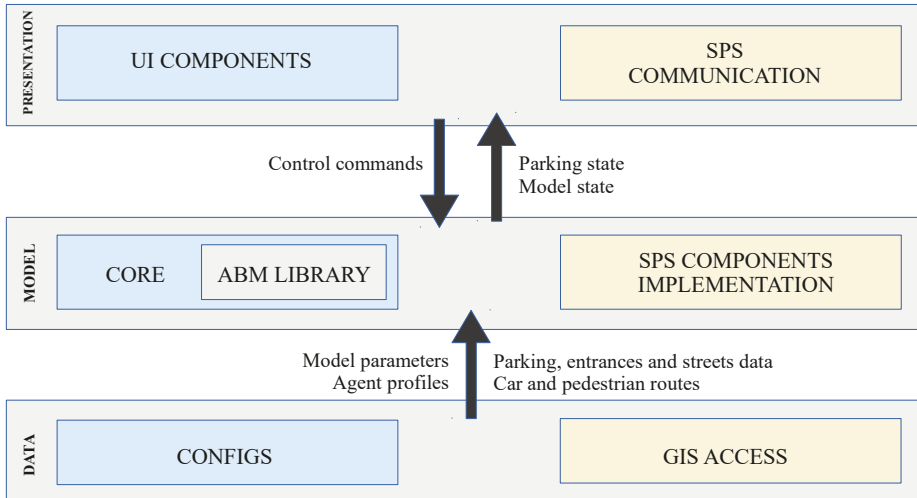 PRESENTATION
UI COMPONENTS
SPS
COMMUNICATION
Control commands
Parking state
Model state
MODEL
CORE
ABM LIBRARY
SPS COMPONENTS
IMPLEMENTATION
Model parameters
Agent profiles
Parking, entrances and streets data
Car and pedestrian routes
DATA
CONFIGS
GIS ACCESS